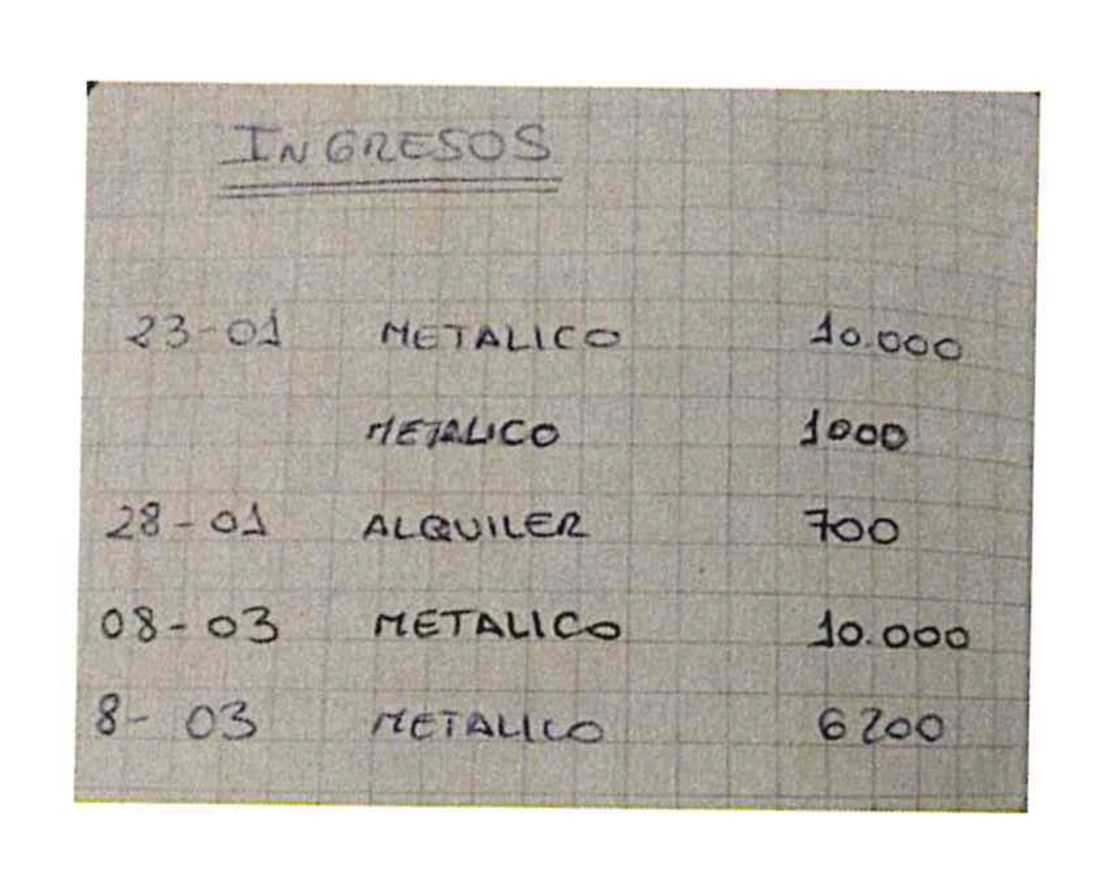 INGRESOS
23-01 METALICO 10.000
METALICO 1000
28-01 ALQUILER 700
08-03 METALICO 10.000
8-03 METALICO 6200